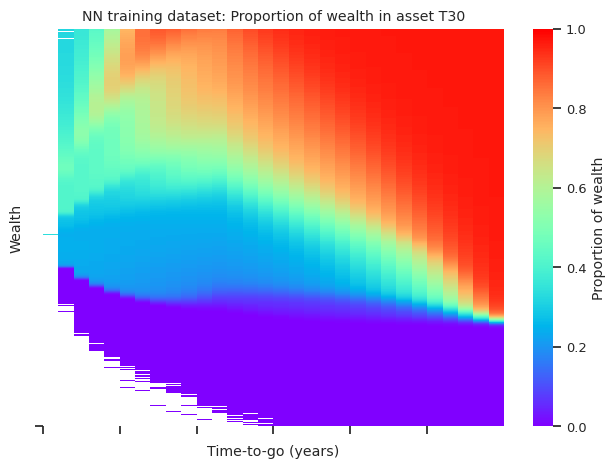 NN training dataset: Proportion of wealth in asset T30
Wealth
Time-to-go (years)
1.0
0.8
0.6
0.4
0.2
0.0
Proportion of wealth